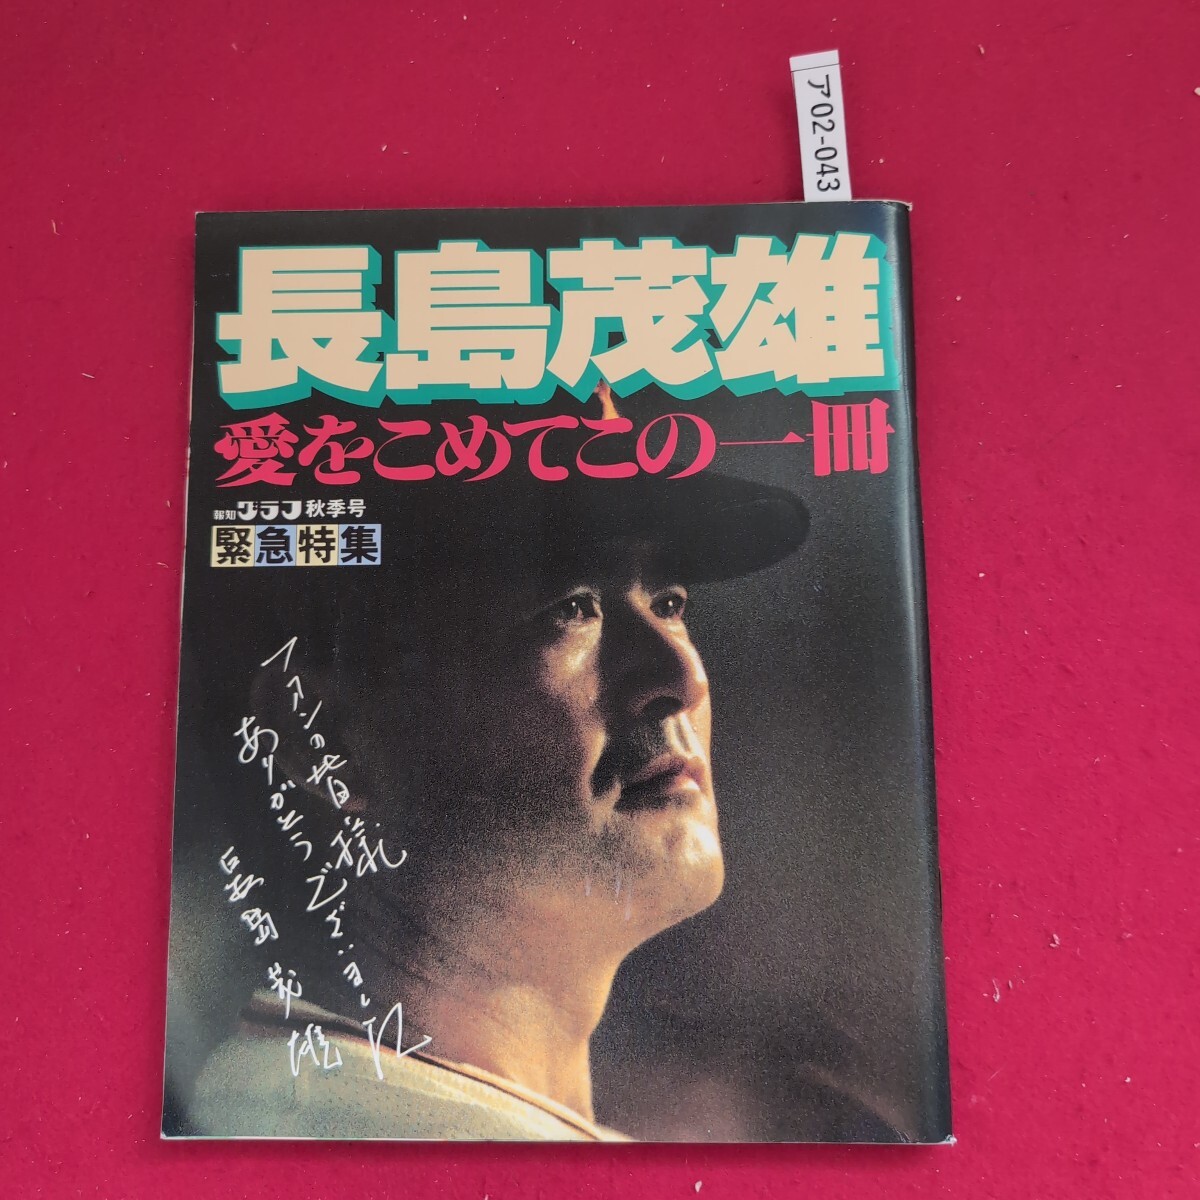 ア02-043
長島茂雄
愛をこめてこの一冊
報知グラフ秋季号
緊急特集
ファンの皆様
ありがとうございました
長島茂雄